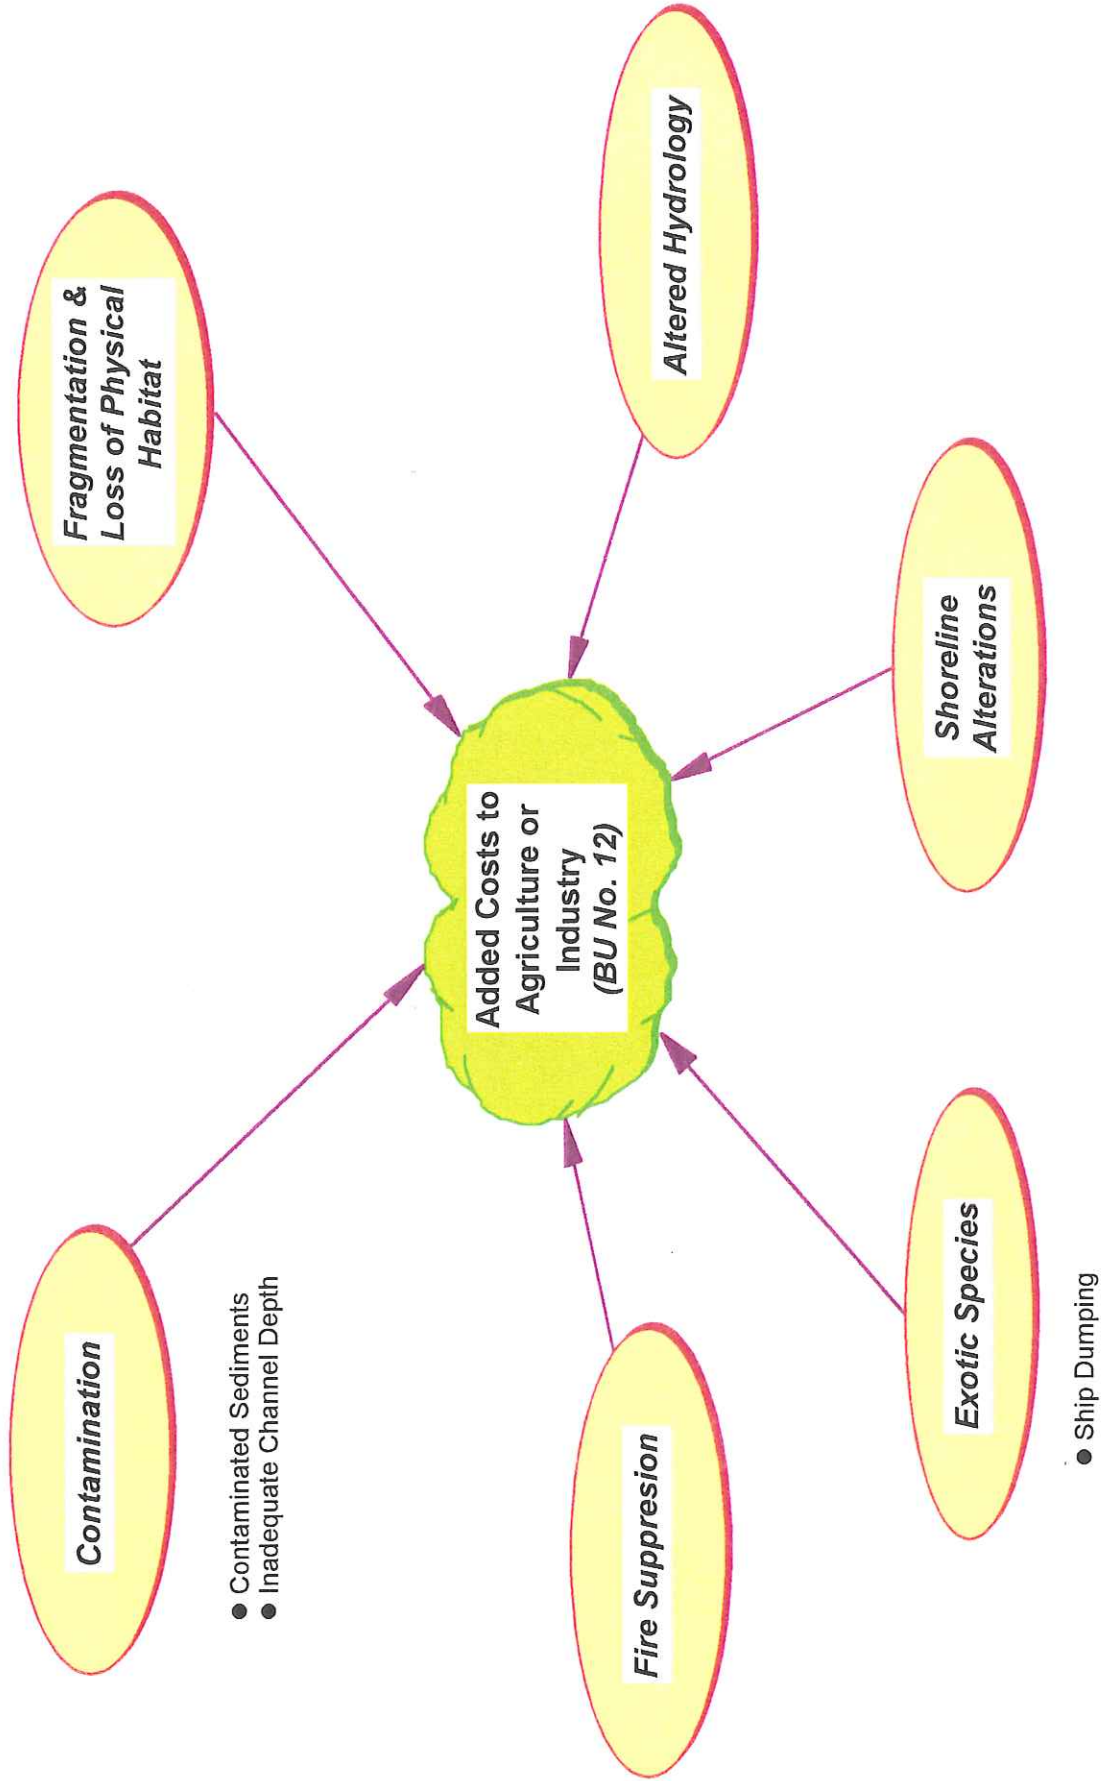 Contamination
● Contaminated Sediments
● Inadequate Channel Depth
Fragmentation &
Loss of Physical
Habitat
Added Costs to
Agriculture or
Industry
(BU No. 12)
Fire Suppresion
Altered Hydrology
Exotic Species
● Ship Dumping
Shoreline
Alterations